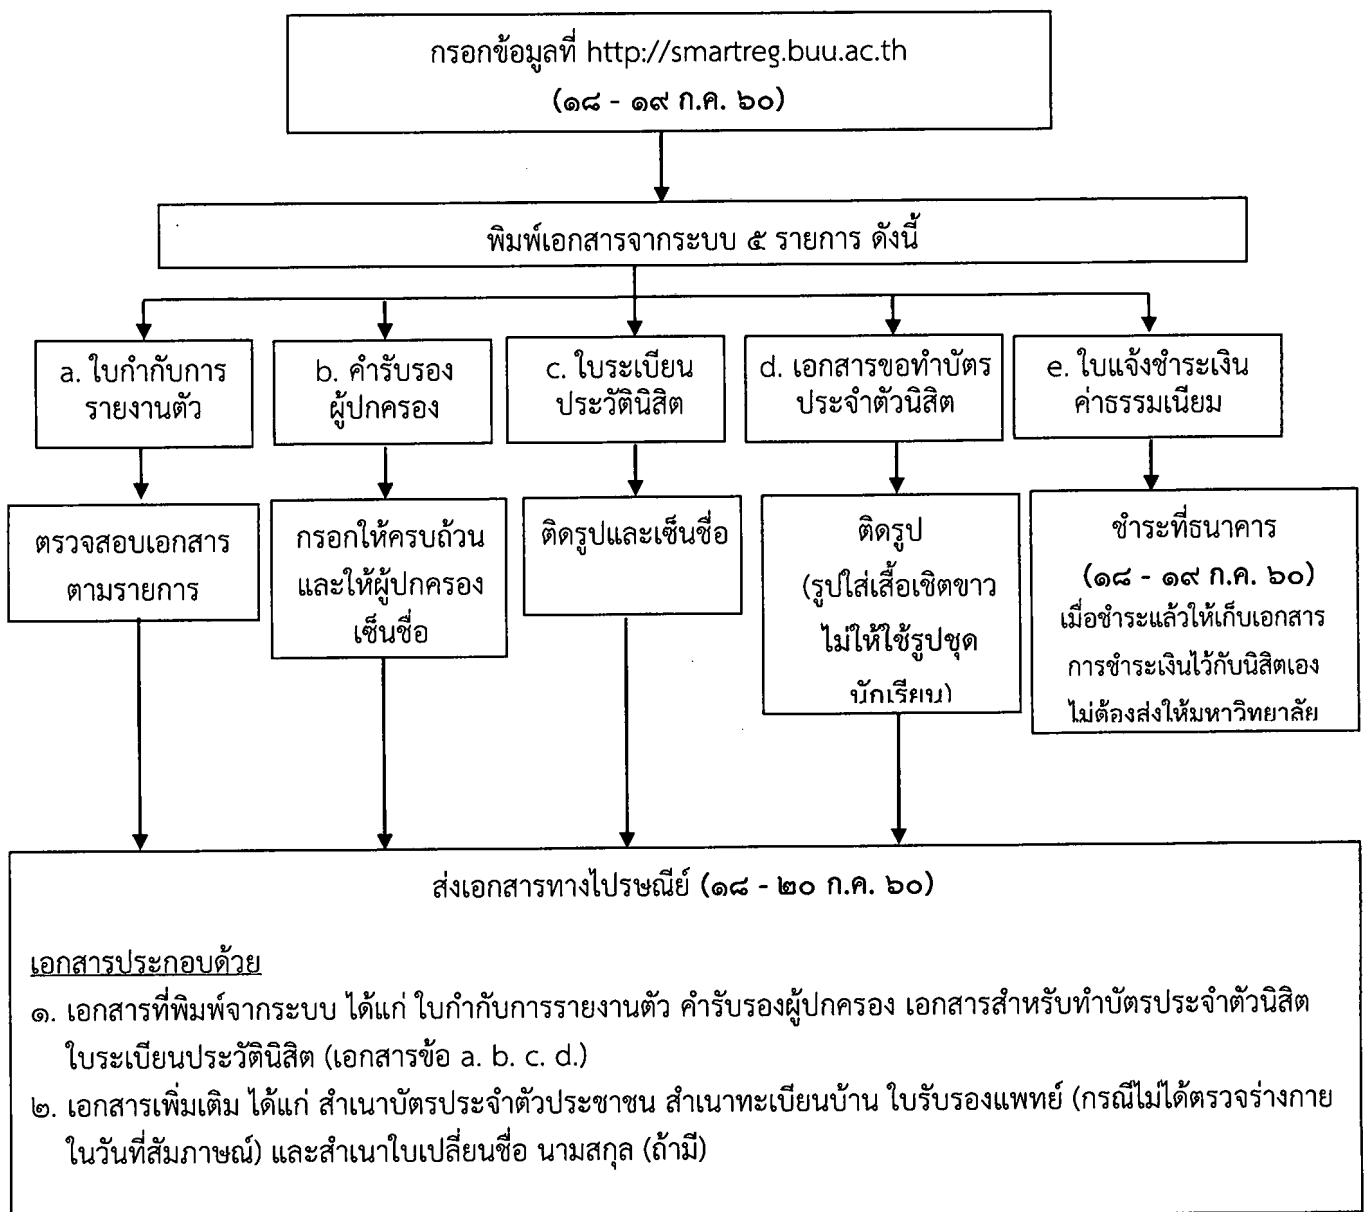 กรอกข้อมูลที่ http://smartreg.buu.ac.th
(๑๘ - ๑๙ ก.ค. ๖๐)
พิมพ์เอกสารจากระบบ ๕ รายการ ดังนี้
a. ใบกำกับการ
รายงานตัว
b. คำรับรอง
ผู้ปกครอง
c. ใบระเบียน
ประวัตินิสิต
d. เอกสารขอทำบัตร
ประจำตัวนิสิต
e. ใบแจ้งชำระเงิน
ค่าธรรมเนียม
ตรวจสอบเอกสาร
ตามรายการ
กรอกให้ครบถ้วน
และให้ผู้ปกครอง
เซ็นชื่อ
ติดรูปและเซ็นชื่อ
ติดรูป
(รูปใส่เสื้อเชิตขาว
ไม่ให้ใช้รูปชุด
นักเรียน)
ชำระที่ธนาคาร
(๑๘ - ๑๙ ก.ค. ๖๐)
เมื่อชำระแล้วให้เก็บเอกสาร
การชำระเงินไว้กับนิสิตเอง
ไม่ต้องส่งให้มหาวิทยาลัย
ส่งเอกสารทางไปรษณีย์ (๑๘ - ๒๐ ก.ค. ๖๐)
เอกสารประกอบด้วย
๑. เอกสารที่พิมพ์จากระบบ ได้แก่ ใบกำกับการรายงานตัว คำรับรองผู้ปกครอง เอกสารสำหรับทำบัตรประจำตัวนิสิต
ใบระเบียนประวัตินิสิต (เอกสารข้อ a. b. c. d.)
๒. เอกสารเพิ่มเติม ได้แก่ สำเนาบัตรประจำตัวประชาชน สำเนาทะเบียนบ้าน ใบรับรองแพทย์ (กรณีไม่ได้ตรวจร่างกาย
ในวันที่สัมภาษณ์) และสำเนาใบเปลี่ยนชื่อ นามสกุล (ถ้ามี)